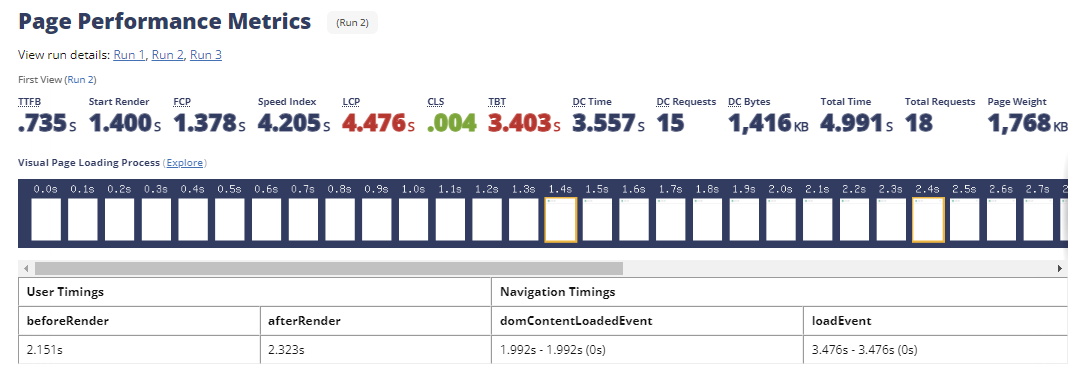 Page Performance Metrics (Run 2)
View run details: Run 1, Run 2, Run 3
First View (Run 2)
TTFB Start Render FCP Speed Index LCP CLS TBT DC Time DC Requests DC Bytes Total Time Total Requests Page Weight
.735s 1.400s 1.378s 4.205s 4.476s .004 3.403s 3.557s 15 1,416 KB 4.991s 18 1,768 KB
Visual Page Loading Process (Explore)
0.0s 0.1s 0.2s 0.3s 0.4s 0.5s 0.6s 0.7s 0.8s 0.9s 1.0s 1.1s 1.2s 1.3s 1.4s 1.5s 1.6s 1.7s 1.8s 1.9s 2.0s 2.1s 2.2s 2.3s 2.4s 2.5s 2.6s 2.7s
User Timings Navigation Timings
beforeRender afterRender domContentLoadedEvent loadEvent
2.151s 2.323s 1.992s - 1.992s (0s) 3.476s - 3.476s (0s)